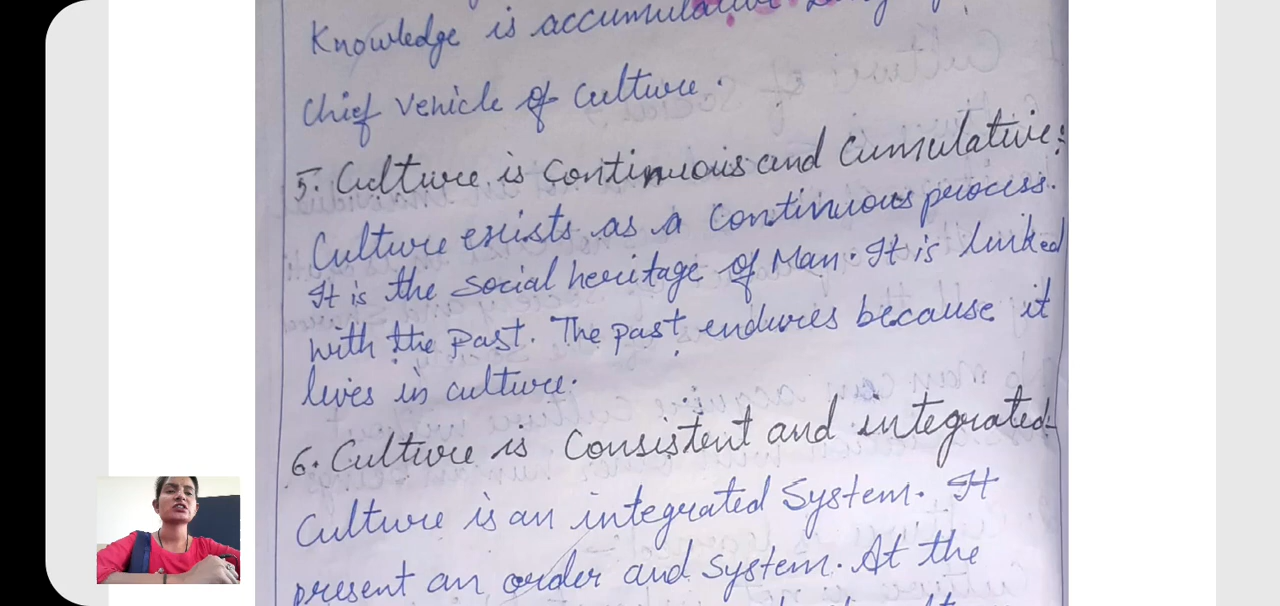 Knowledge is accumulative
Chief Vehicle of Culture.
5. Culture is Continuous and Cumulative:
Culture exists as a Continuous process.
It is the Social heritage of Man. It is linked
with the Past. The past endures because it
lives in culture.
6. Culture is Consistent and integrated:-
Culture is an integrated System. It
present an order and System. At the